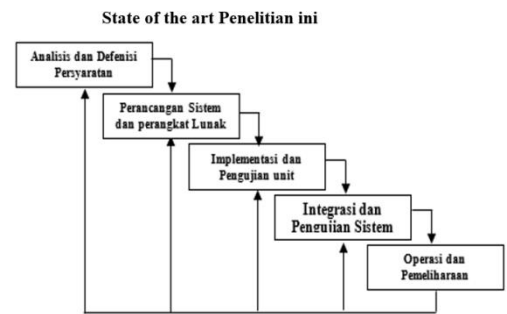 State of the art Penelitian ini
Analisis dan Defenisi
Persyaratan
Perancangan Sistem
dan perangkat Lunak
Implementasi dan
Pengujian unit
Integrasi dan
Pengujian Sistem
Operasi dan
Pemeliharaan